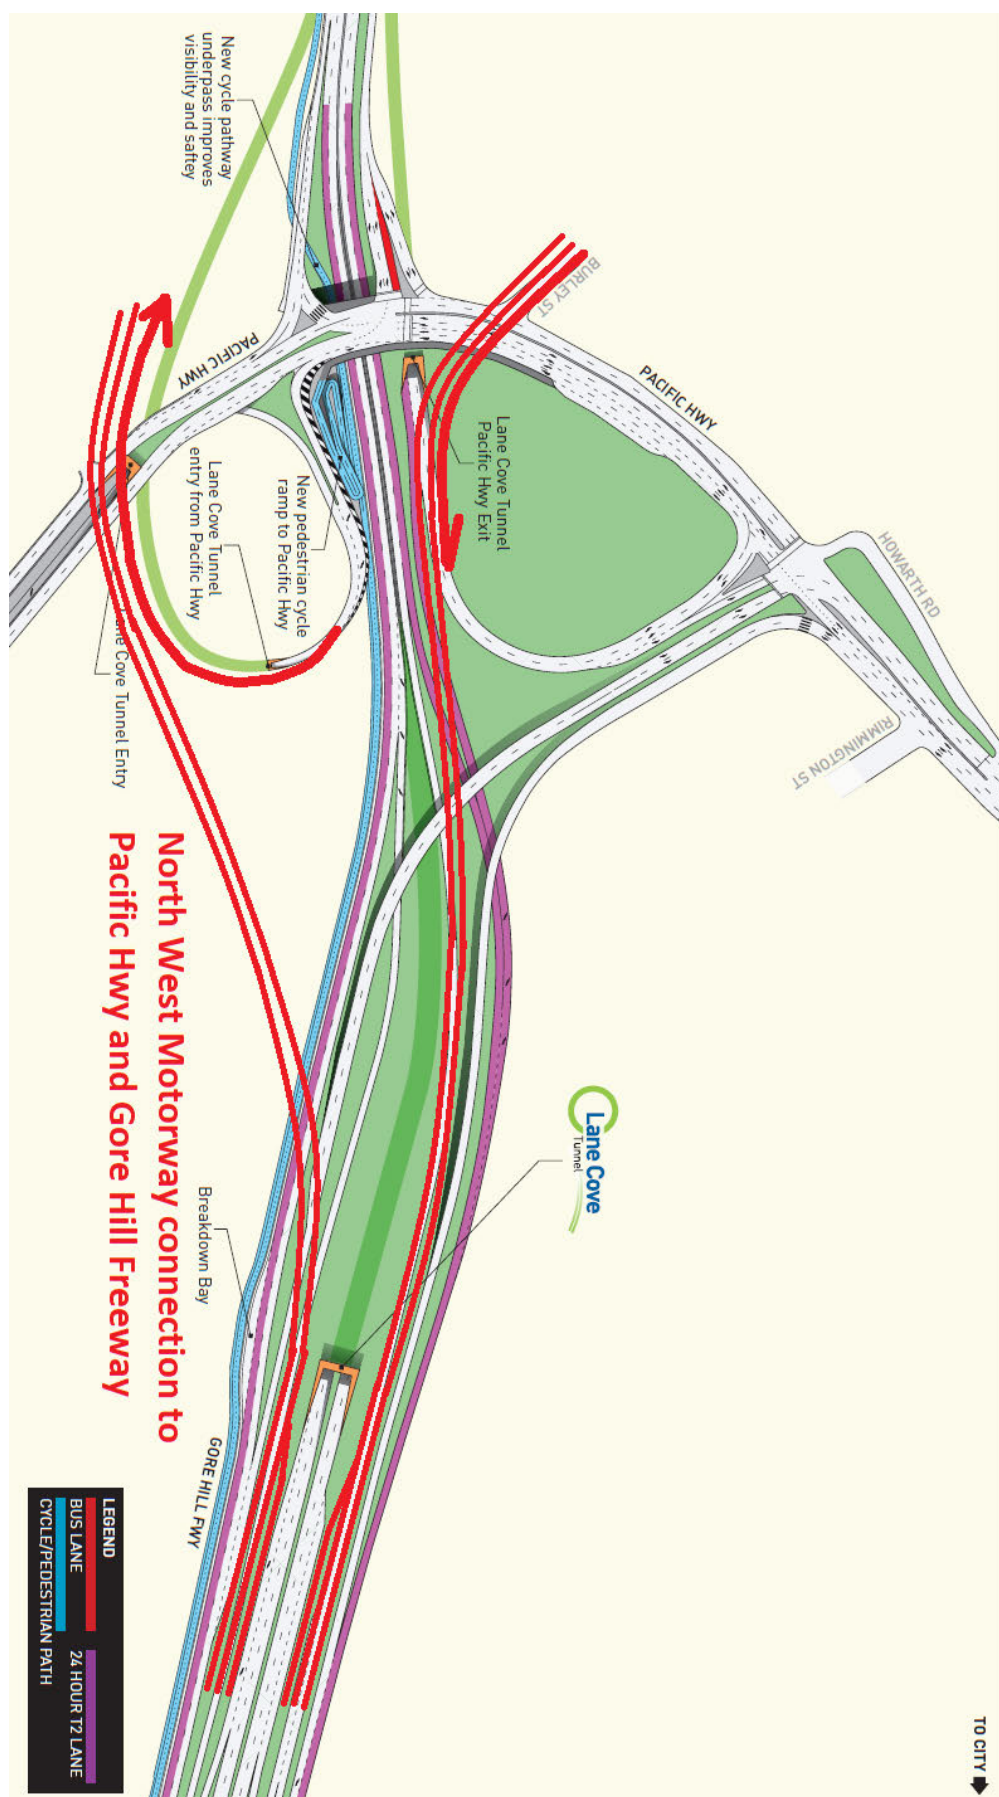 New cycle pathway
underpass improves
visibility and saftey
BURLEY ST
PACIFIC HWY
PACIFIC HWY
HOWARTH RD
RIMMINGTON ST
Lane Cove Tunnel
Pacific Hwy Exit
New pedestrian cycle
ramp to Pacific Hwy
Lane Cove Tunnel
entry from Pacific Hwy
Lane Cove Tunnel Entry
North West Motorway connection to
Pacific Hwy and Gore Hill Freeway
Lane Cove
Tunnel
Breakdown Bay
GORE HILL FWY
LEGEND
BUS LANE
24 HOUR T2 LANE
CYCLE/PEDESTRIAN PATH
TO CITY